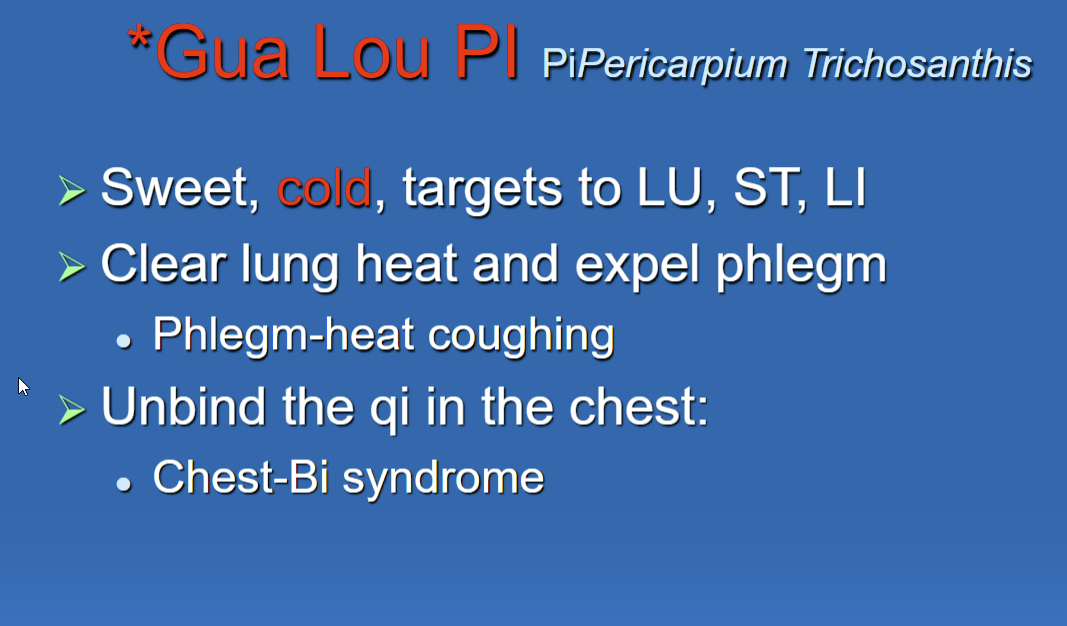 *Gua Lou PI PiPericarpium Trichosanthis
Sweet, cold, targets to LU, ST, LI
Clear lung heat and expel phlegm
Phlegm-heat coughing
Unbind the qi in the chest:
Chest-Bi syndrome